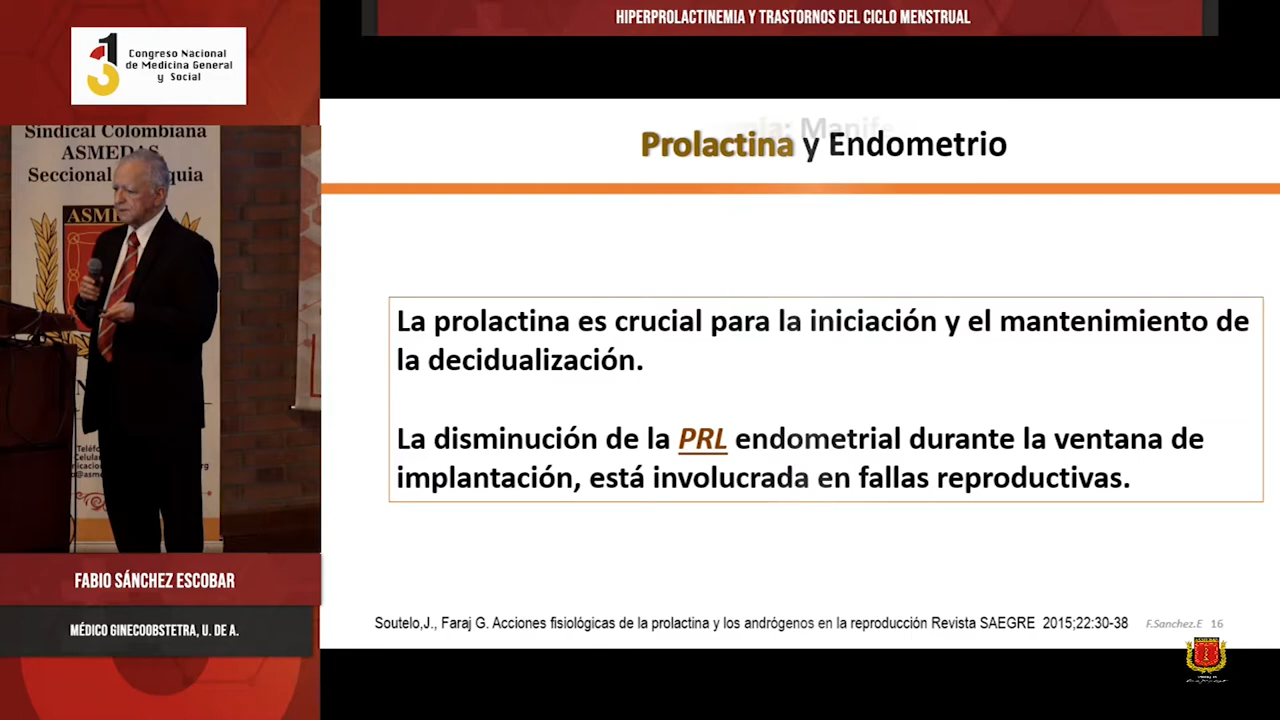 HIPERPROLACTINEMIA Y TRASTORNOS DEL CICLO MENSTRUAL
Congreso Nacional
de Medicina General
y Social
Sindical Colombiana
ASMEDAS
Seccional
ASME
Prolactina y Endometrio
La prolactina es crucial para la iniciación y el mantenimiento de
la decidualización.
La disminución de la PRL endometrial durante la ventana de
implantación, está involucrada en fallas reproductivas.
Soutelo,J., Faraj G. Acciones fisiológicas de la prolactina y los andrógenos en la reproducción Revista SAEGRE 2015;22:30-38
F.Sanchez.E 16
FABIO SÁNCHEZ ESCOBAR
MÉDICO GINECOOBSTETRA, U. DE A.